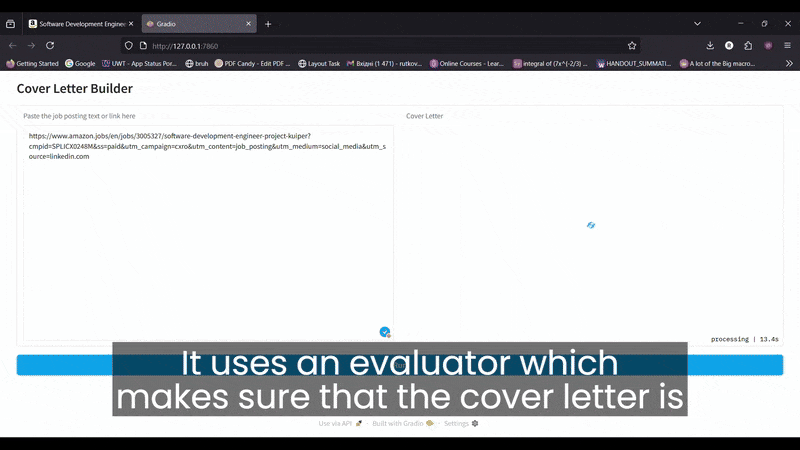 Software Development Enginee
Gradio
http://127.0.0.1:7860
Getting Started
Google
UWT - App Status Por...
bruh
PDF Candy - Edit PDF ...
Layout Task
Вхідні (1 471) - rutkov...
Online Courses - Lear...
integral of (7x^(-2/3) ...
HANDOUT_SUMMATI...
A lot of the Big macro...
Cover Letter Builder
Paste the job posting text or link here
Cover Letter
https://www.amazon.jobs/en/jobs/3005327/software-development-engineer-project-kuiper?
cmpid=SPLICX0248M&ss=paid&utm_campaign=cxro&utm_content=job_posting&utm_medium=social_media&utm_s
ource=linkedin.com
processing | 13.4s
It uses an evaluator which
makes sure that the cover letter is
Use via API · Built with Gradio · Settings